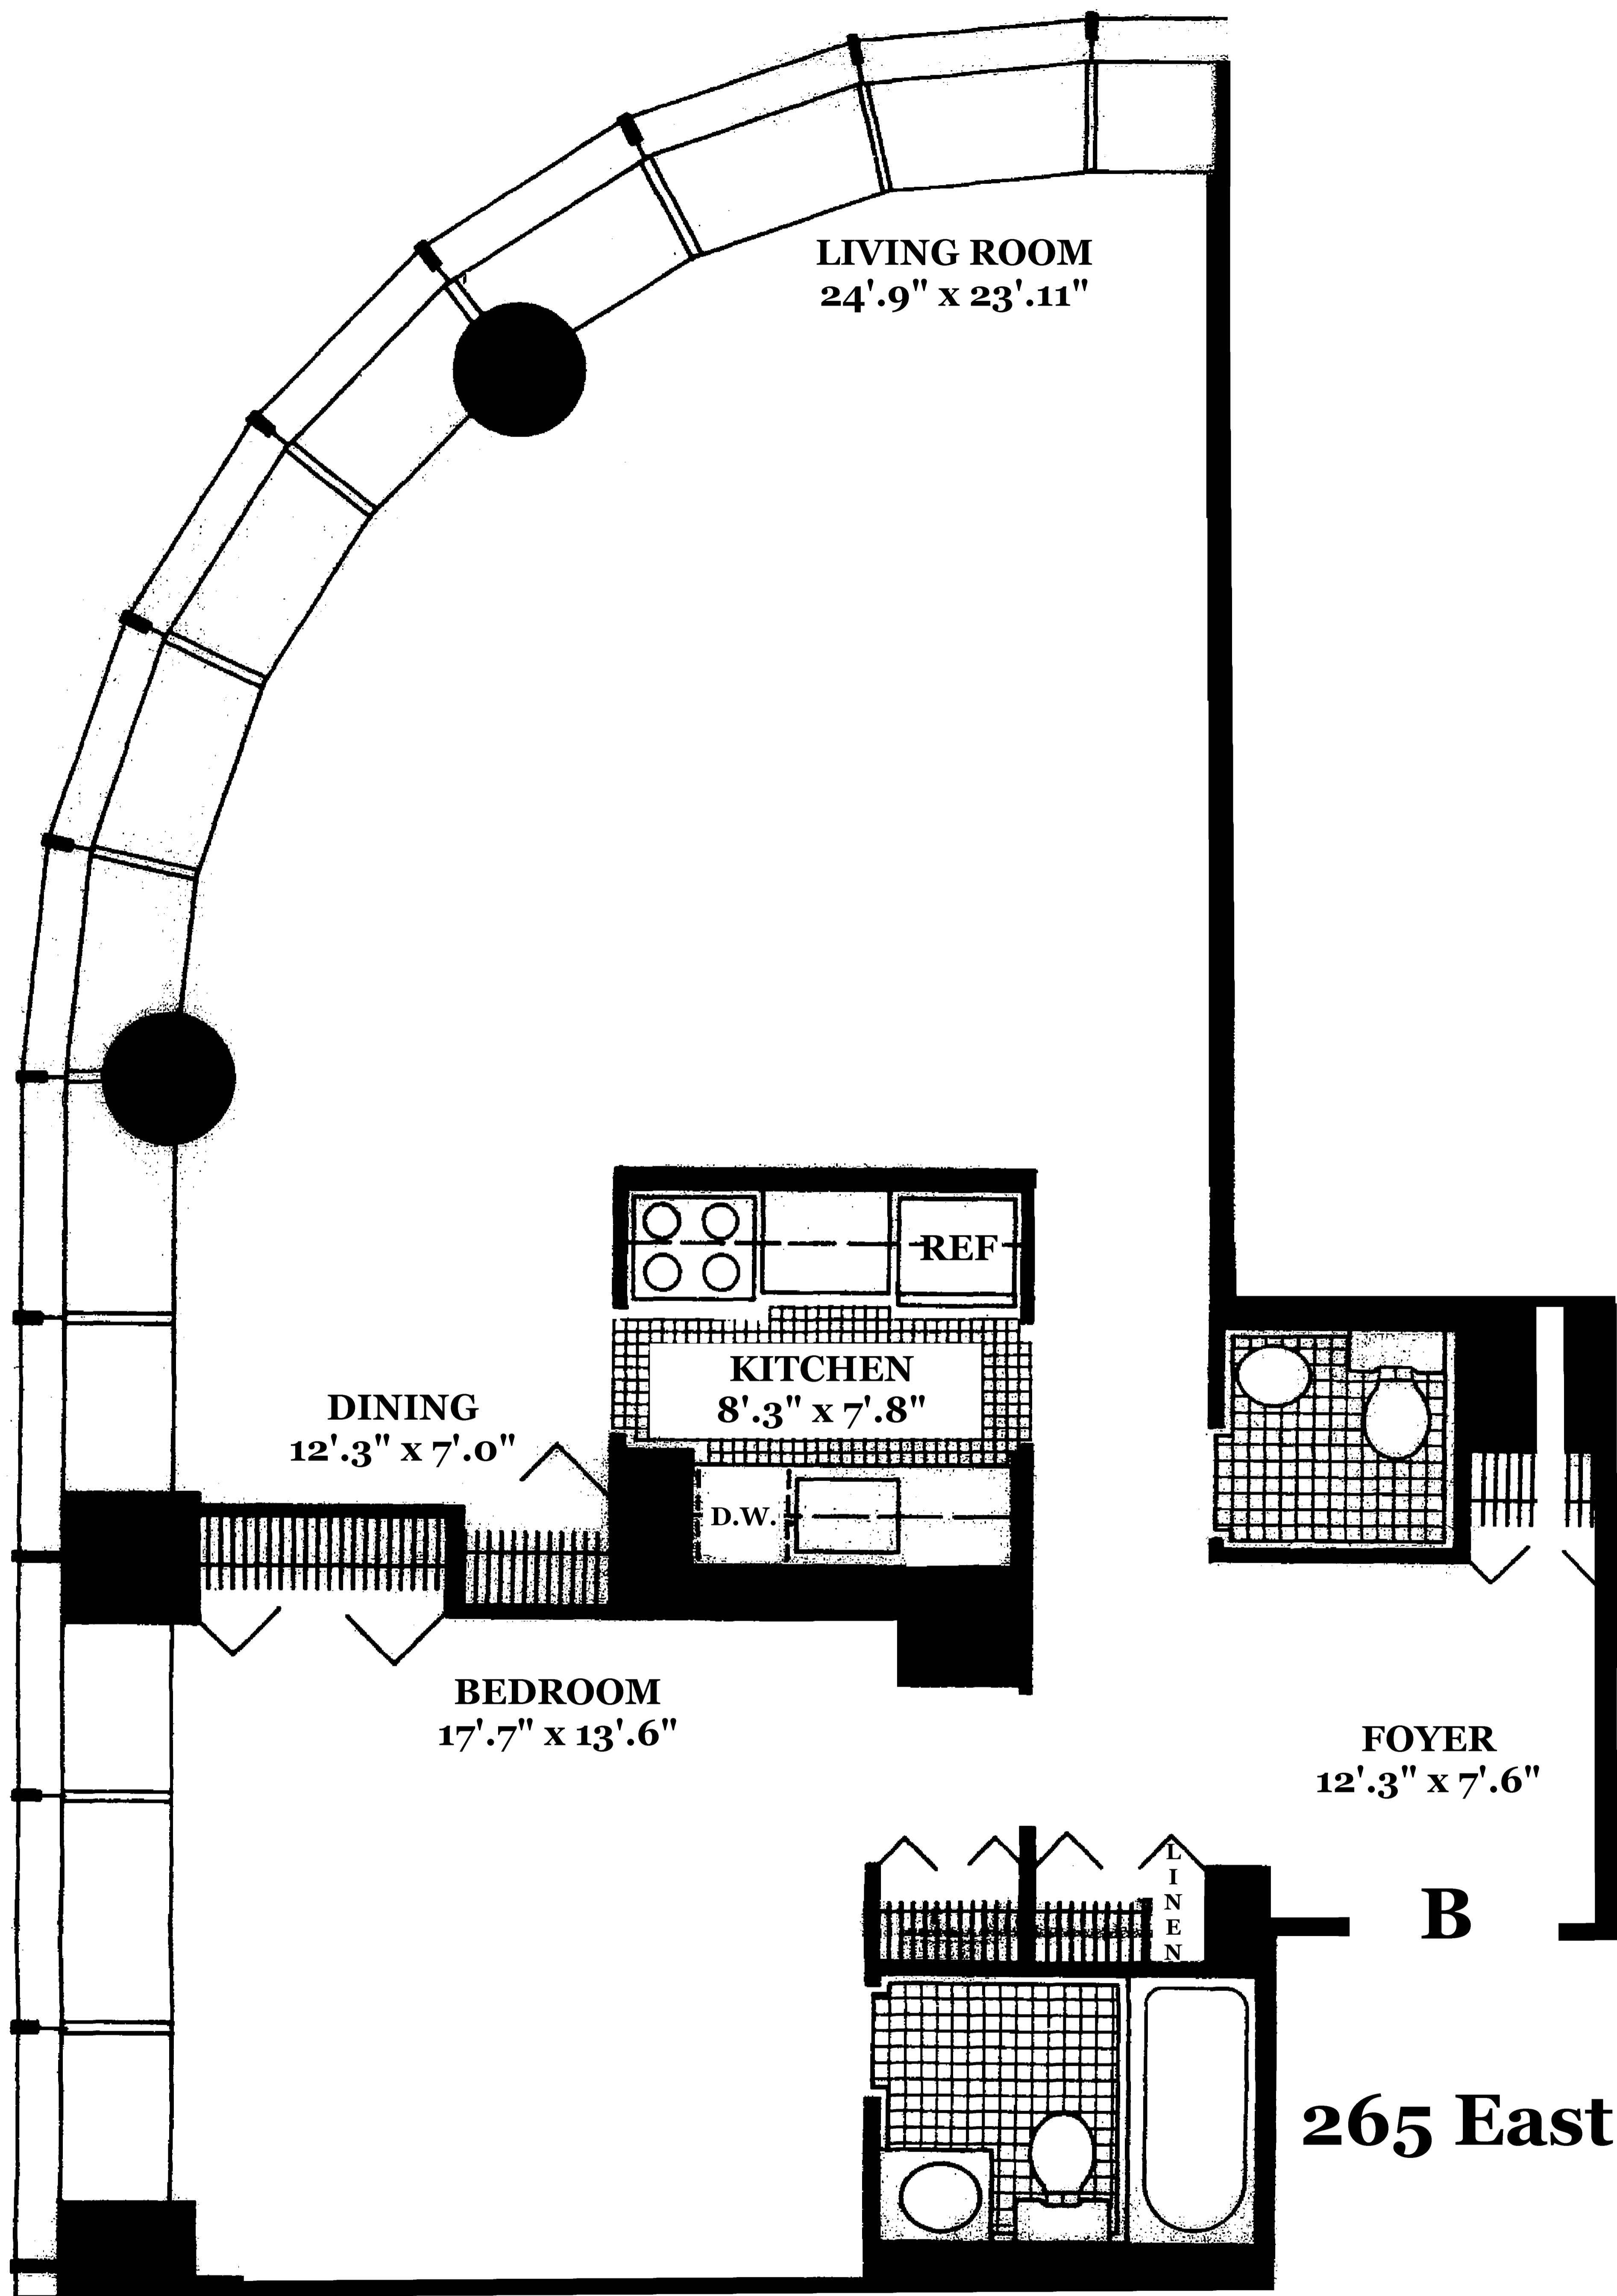 LIVING ROOM
24'.9" x 23'.11"
REF
KITCHEN
8'.3" x 7'.8"
DINING
12'.3" x 7'.0"
D.W.
BEDROOM
17'.7" x 13'.6"
FOYER
12'.3" x 7'.6"
LINEN
B
265 East